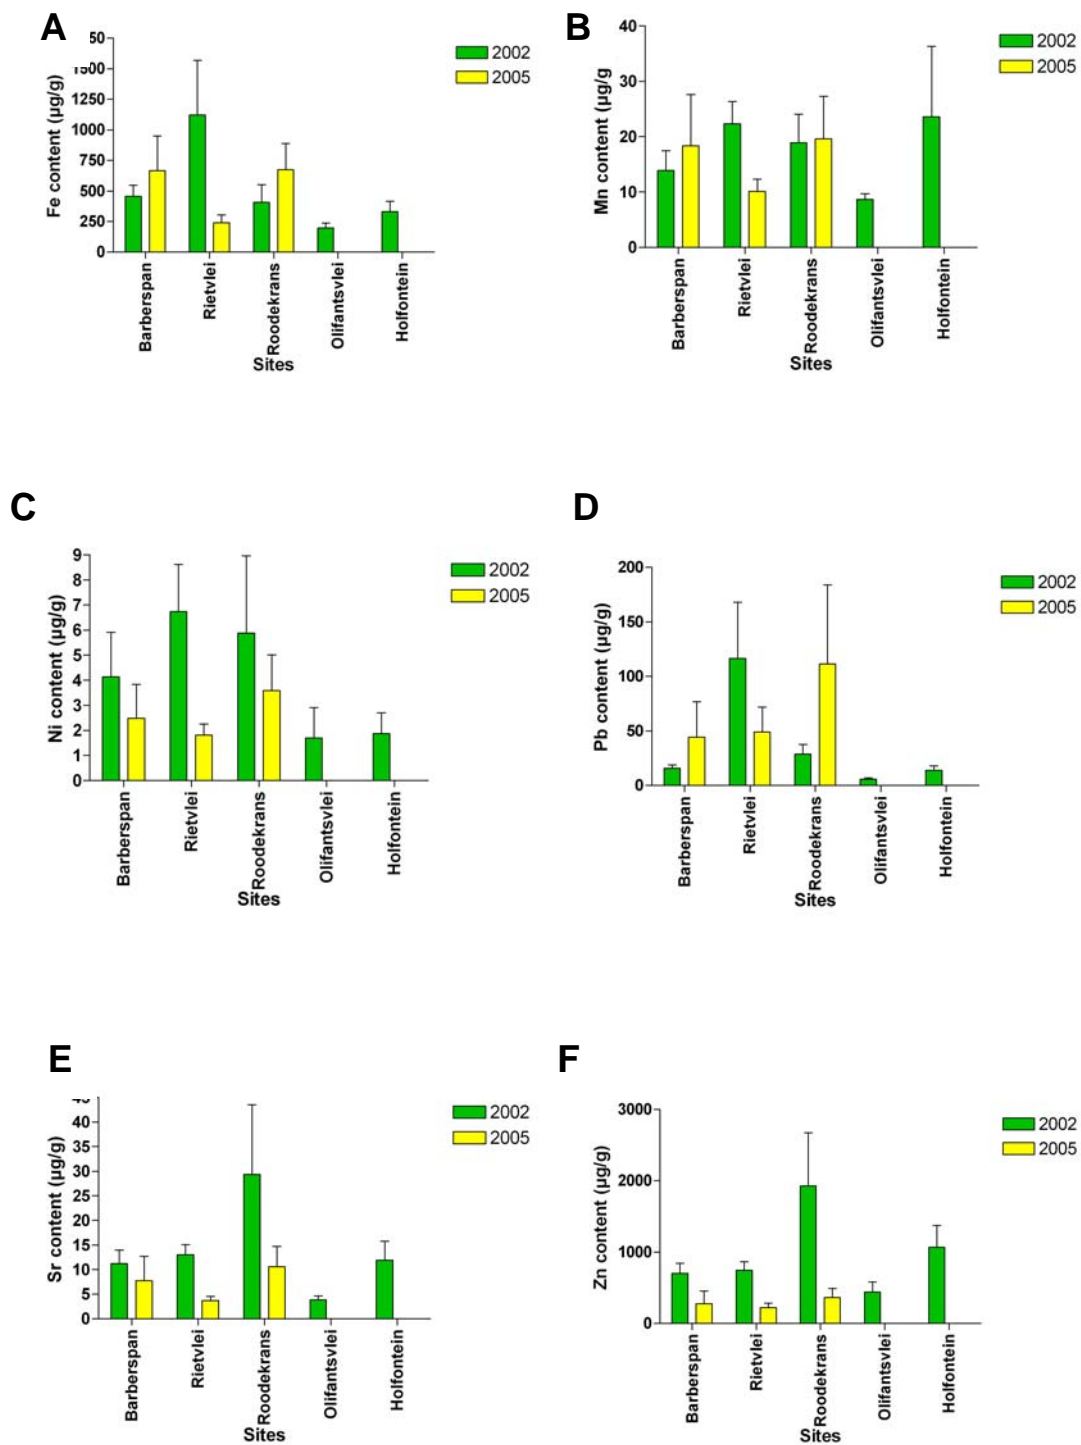 A
Fe content (µg/g)
50
1500
1250
1000
750
500
250
0
Barberspan
Rietvlei
Roodekrans
Olifantsvlei
Holfontein
Sites
2002
2005
B
Mn content (µg/g
40
30
20
10
0
Barberspan
Rietvlei
Roodekrans
Olifantsvlei
Holfontein
Sites
2002
2005
C
Ni content (µg/g)
9
8
7
6
5
4
3
2
1
0
Barberspan
Rietvlei
Roodekrans
Olifantsvlei
Holfontein
Sites
2002
2005
D
Pb content (µg/g)
200
150
100
50
0
Barberspan
Rietvlei
Roodekrans
Olifantsvlei
Holfontein
Sites
2002
2005
E
Sr content (µg/g)
45
40
35
30
25
20
15
10
5
0
Barberspan
Rietvlei
Roodekrans
Olifantsvlei
Holfontein
Sites
2002
2005
F
Zn content (µg/g)
3000
2000
1000
0
Barberspan
Rietvlei
Roodekrans
Olifantsvlei
Holfontein
Sites
2002
2005